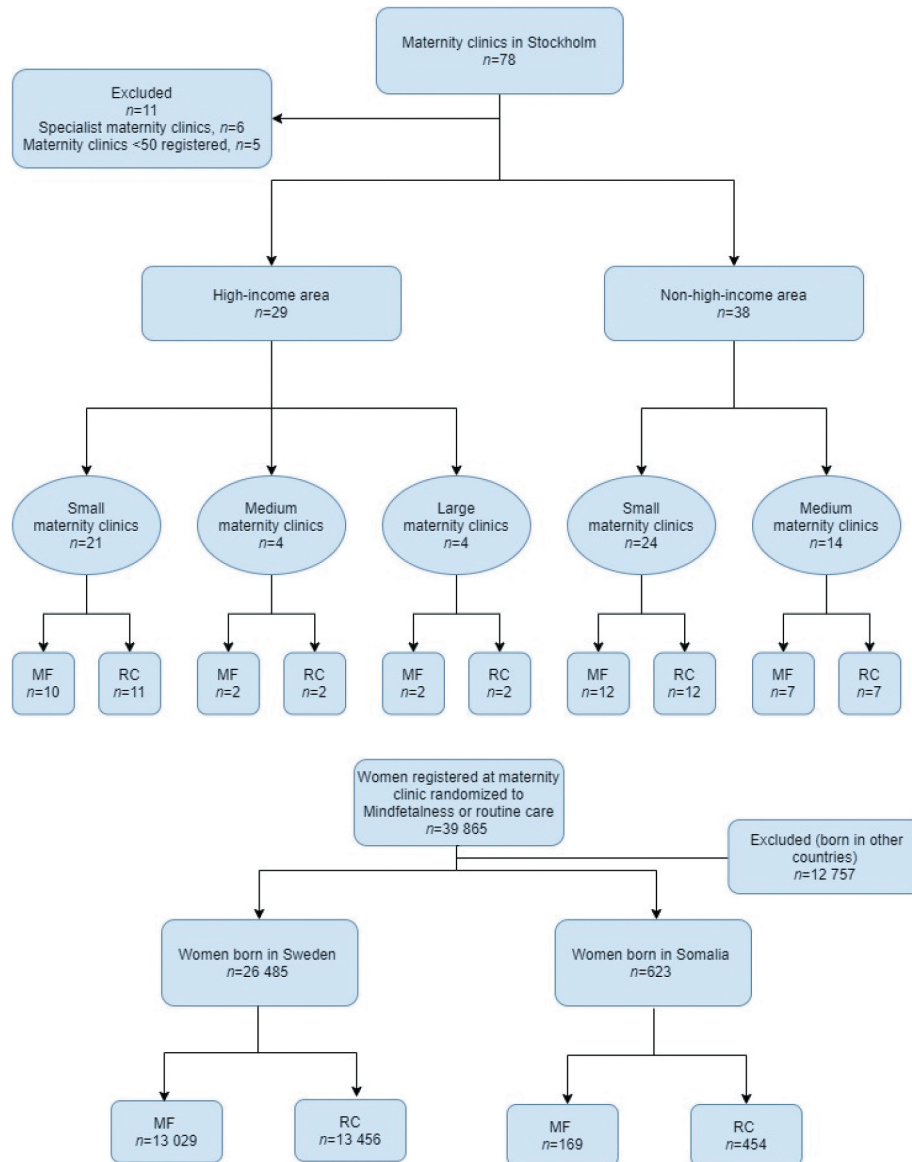 Maternity clinics in Stockholm
n=78
Excluded
n=11
Specialist maternity clinics, n=6
Maternity clinics <50 registered, n=5
High-income area
n=29
Non-high-income area
n=38
Small
maternity clinics
n=21
Medium
maternity clinics
n=4
Large
maternity clinics
n=4
Small
maternity clinics
n=24
Medium
maternity clinics
n=14
MF
n=10
RC
n=11
MF
n=2
RC
n=2
MF
n=2
RC
n=2
MF
n=12
RC
n=12
MF
n=7
RC
n=7
Women registered at maternity
clinic randomized to
Mindfetalness or routine care
n=39 865
Excluded (born in other
countries)
n=12 757
Women born in Sweden
n=26 485
Women born in Somalia
n=623
MF
n=13 029
RC
n=13 456
MF
n=169
RC
n=454